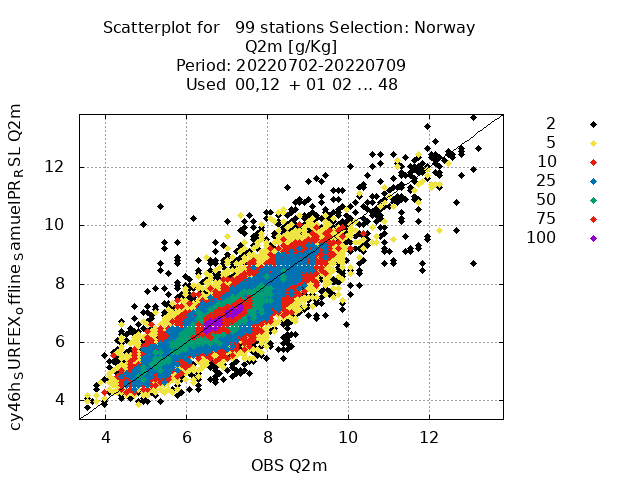 Scatterplot for   99 stations Selection: Norway
Q2m [g/Kg]
Period: 20220702-20220709
Used  00,12 + 01 02 ... 48
cy46h_SURFEX_offline_samuelPR_RSL Q2m
12
10
8
6
4
4 6 8 10 12
OBS Q2m
2
5
10
25
50
75
100